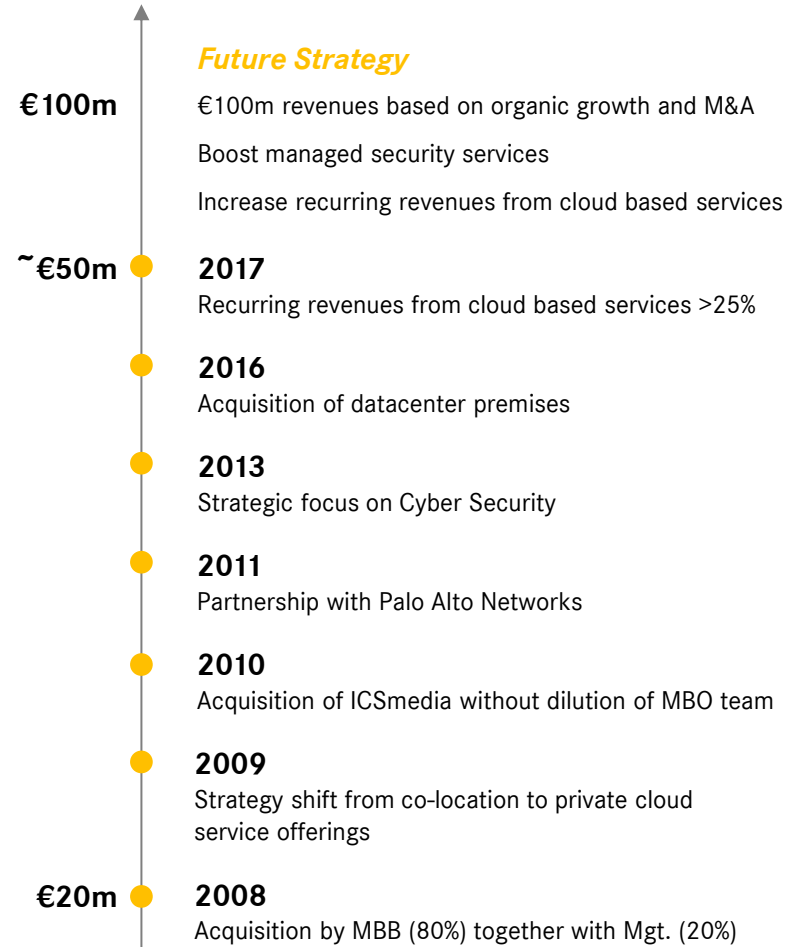 Future Strategy
€100m
€100m revenues based on organic growth and M&A
Boost managed security services
Increase recurring revenues from cloud based services
~€50m
2017
Recurring revenues from cloud based services >25%
2016
Acquisition of datacenter premises
2013
Strategic focus on Cyber Security
2011
Partnership with Palo Alto Networks
2010
Acquisition of ICSmedia without dilution of MBO team
2009
Strategy shift from co-location to private cloud
service offerings
€20m
2008
Acquisition by MBB (80%) together with Mgt. (20%)